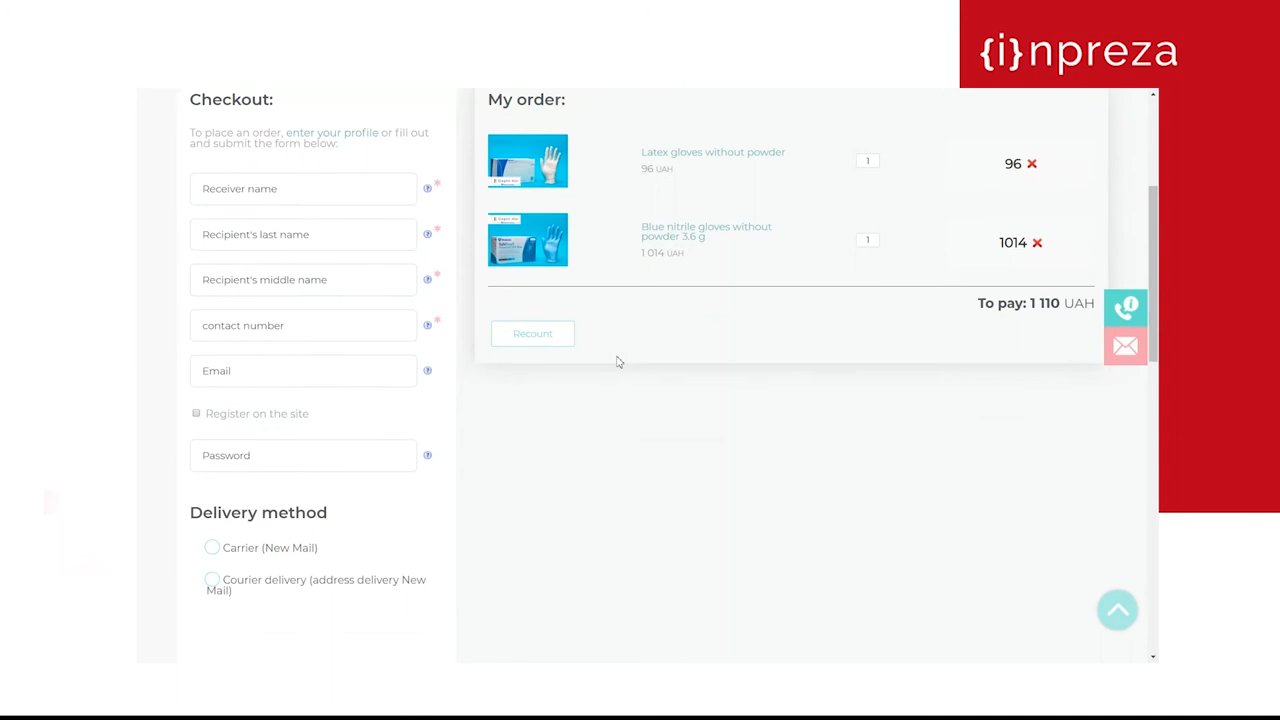 {i}npreza
Checkout:
To place an order, enter your profile or fill out
and submit the form below:
Receiver name
*
Recipient's last name
*
Recipient's middle name
*
contact number
*
Email
Register on the site
Password
Delivery method
Carrier (New Mail)
Courier delivery (address delivery New
Mail)
My order:
Latex gloves without powder
96 UAH
1
96
Blue nitrile gloves without
powder 3.6 g
1 014 UAH
1
1014
To pay: 1 110 UAH
Recount